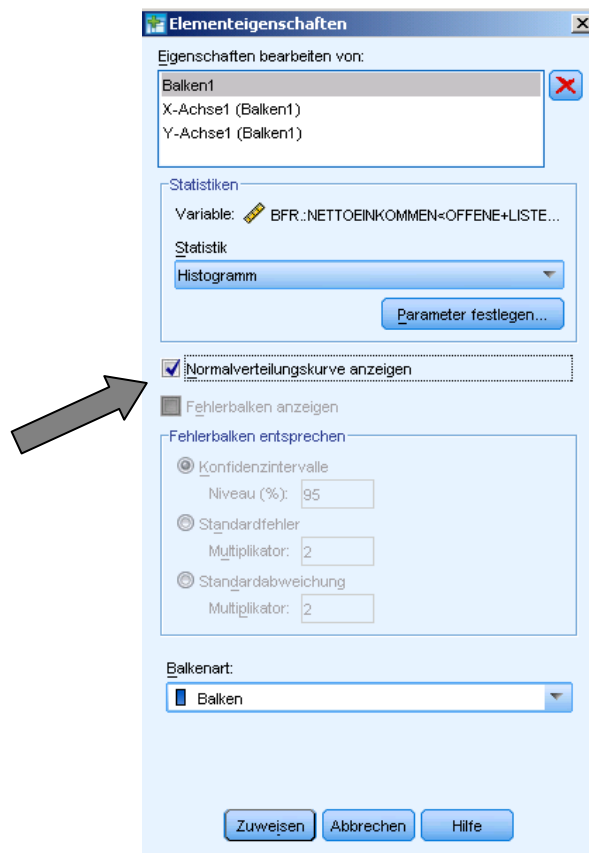 Elementeigenschaften
Eigenschaften bearbeiten von:
Balken1
X-Achse1 (Balken1)
Y-Achse1 (Balken1)
Statistiken
Variable: BFR.:NETTOEINKOMMEN<OFFENE+LISTE...
Statistik
Histogramm
Parameter festlegen...
Normalverteilungskurve anzeigen
Fehlerbalken anzeigen
Fehlerbalken entsprechen
Konfidenzintervalle
Niveau (%): 95
Standardfehler
Multiplikator: 2
Standardabweichung
Multiplikator: 2
Balkenart:
Balken
Zuweisen Abbrechen Hilfe